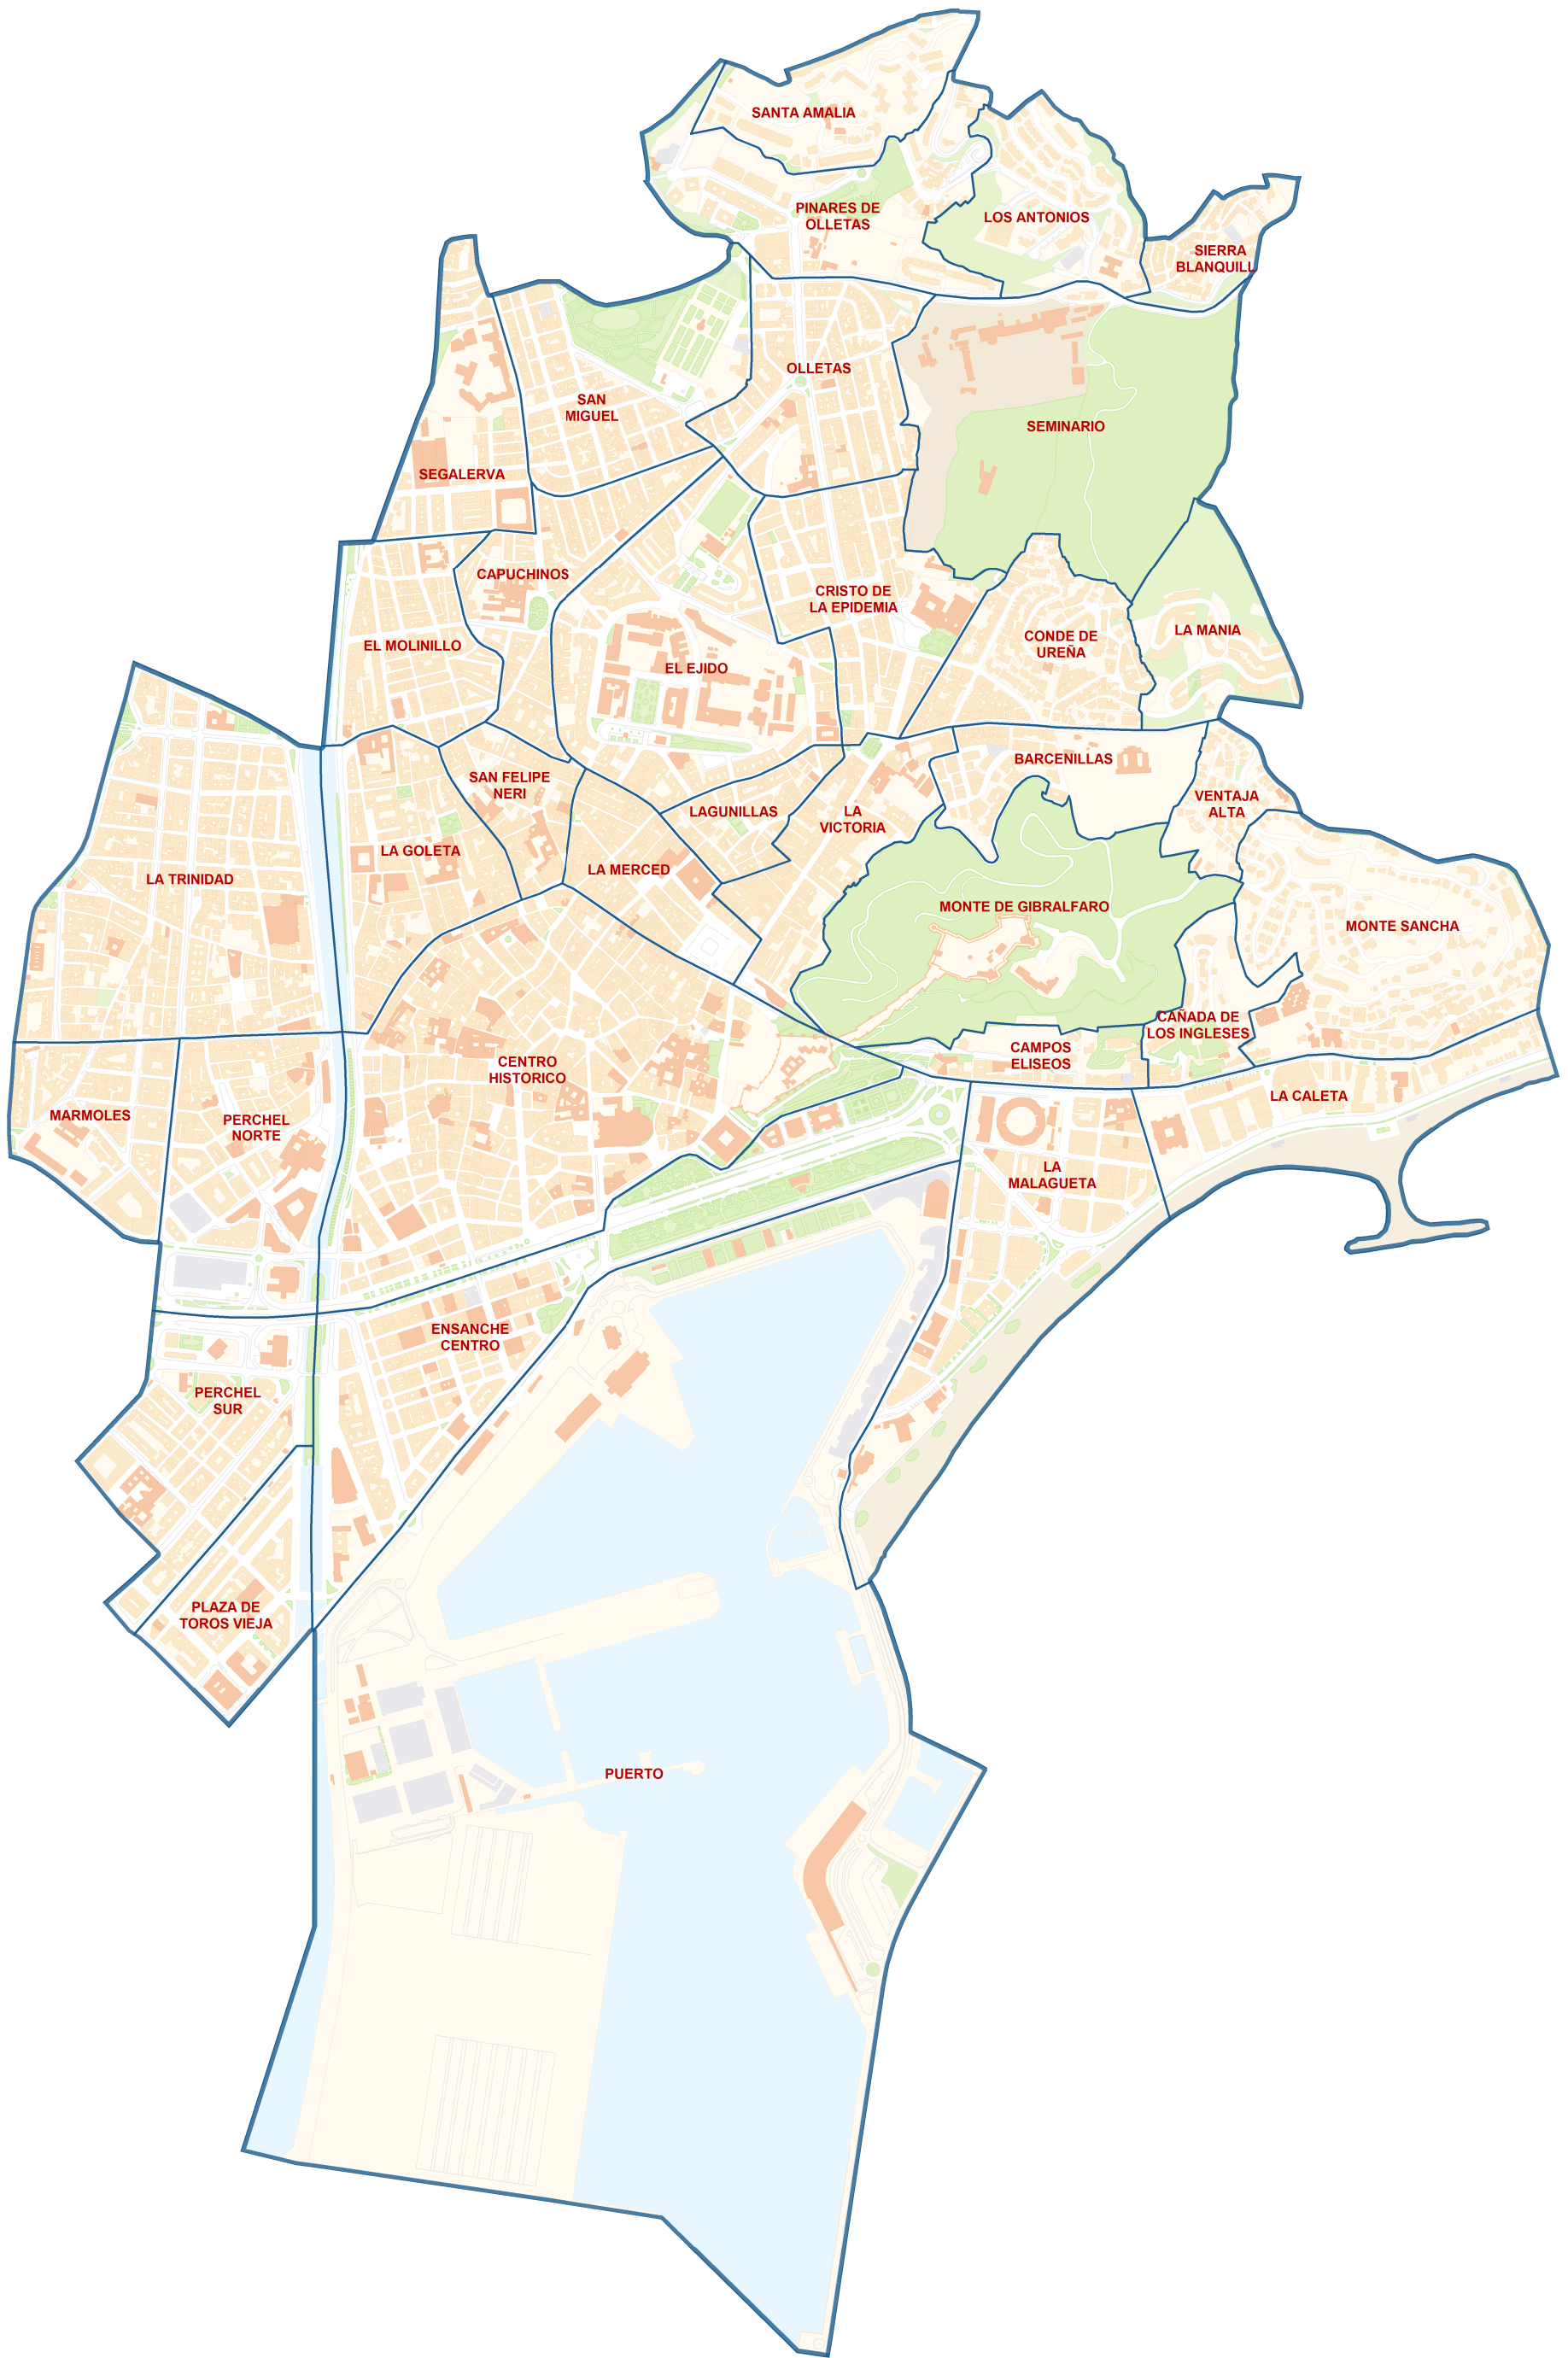 SANTA AMALIA
PINARES DE
OLLETAS
LOS ANTONIOS
SIERRA
BLANQUILL
OLLETAS
SAN
MIGUEL
SEMINARIO
SEGALERVA
CAPUCHINOS
CRISTO DE
LA EPIDEMIA
EL MOLINILLO
EL EJIDO
CONDE DE
UREÑA
LA MANIA
SAN FELIPE
NERI
BARCENILLAS
LAGUNILLAS
LA
VICTORIA
VENTAJA
ALTA
LA GOLETA
LA MERCED
LA TRINIDAD
MONTE DE GIBRALFARO
MONTE SANCHA
CAÑADA DE
LOS INGLESES
CENTRO
HISTORICO
CAMPOS
ELISEOS
LA CALETA
MARMOLES
PERCHEL
NORTE
LA
MALAGUETA
ENSANCHE
CENTRO
PERCHEL
SUR
PLAZA DE
TOROS VIEJA
PUERTO